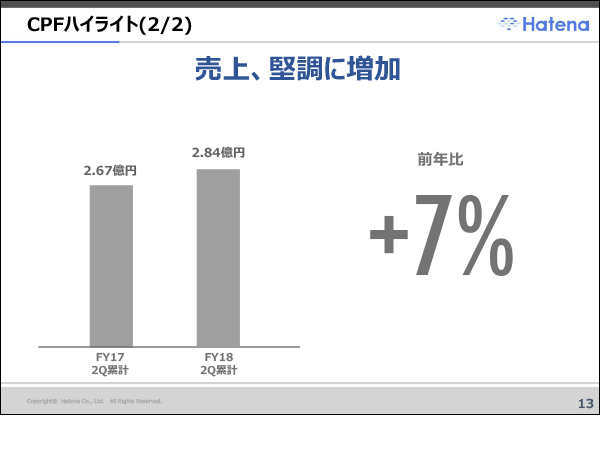 CPFハイライト(2/2)
Hatena
売上、堅調に増加
2.67億円
2.84億円
前年比
+7%
FY17
2Q累計
FY18
2Q累計
Copyright© Hatena Co., Ltd. All Rights Reserved.
13